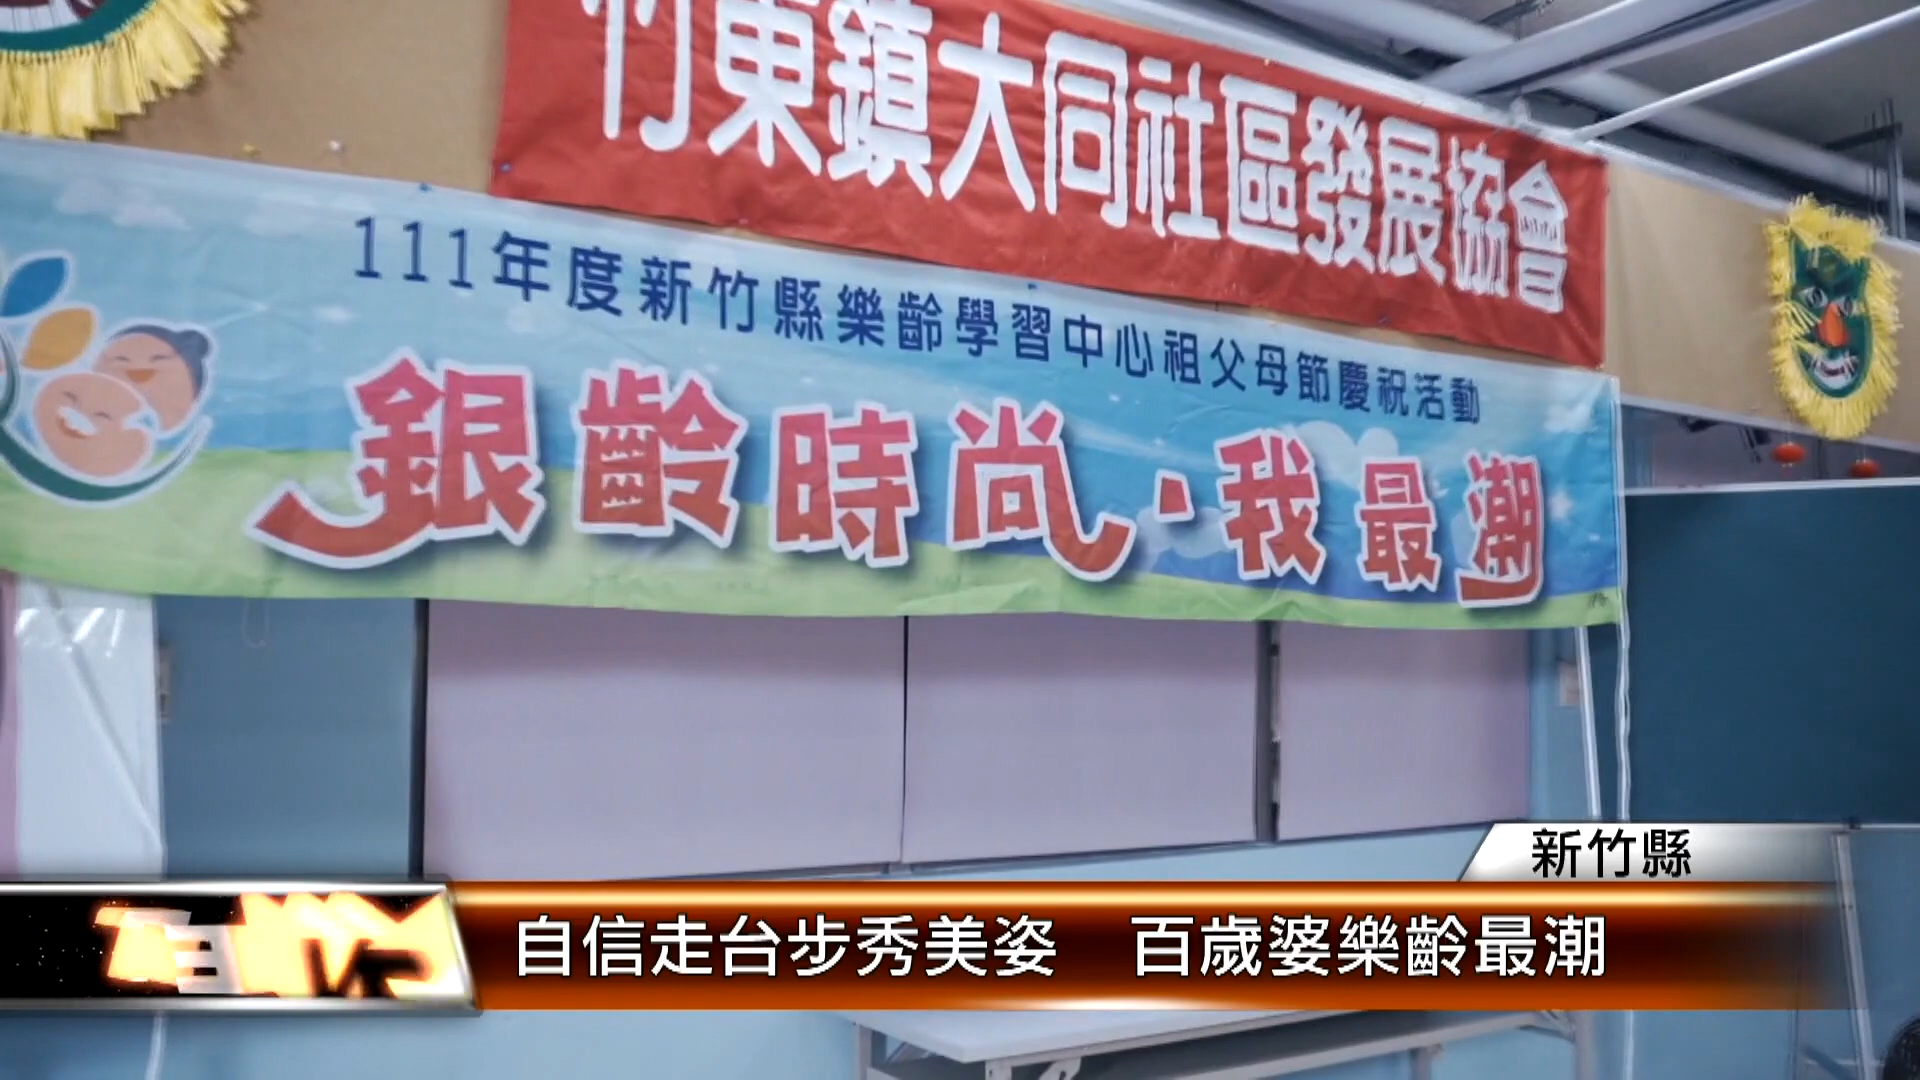 竹東鎮大同社區發展協會
111年度新竹縣樂齡學習中心祖父母節慶祝活動
銀齡時尚·我最潮
新竹縣
自信走台步秀美姿 百歲婆樂齡最潮